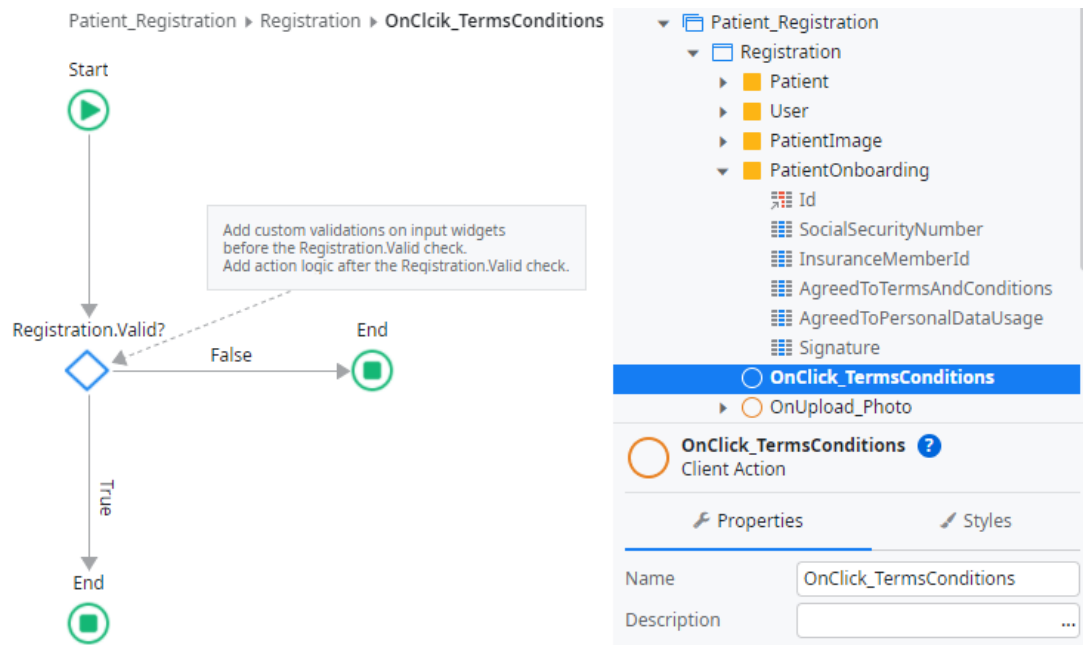 Patient_Registration ▸ Registration ▸ OnClcik_TermsConditions
Start
Add custom validations on input widgets
before the Registration.Valid check.
Add action logic after the Registration.Valid check.
Registration.Valid?
False
End
True
End
Patient_Registration
Registration
Patient
User
PatientImage
PatientOnboarding
Id
SocialSecurityNumber
InsuranceMemberId
AgreedToTermsAndConditions
AgreedToPersonalDataUsage
Signature
OnClick_TermsConditions
OnUpload_Photo
OnClick_TermsConditions ?
Client Action
Properties Styles
Name OnClick_TermsConditions
Description ...